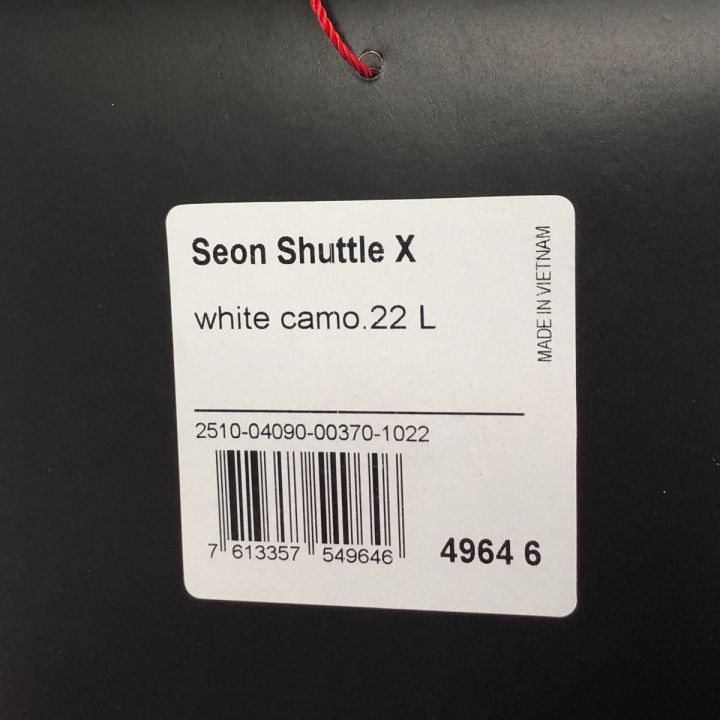 Seon Shuttle X
white camo.22 L
MADE IN VIETNAM
2510-04090-00370-1022
7 613357 549646
4964 6